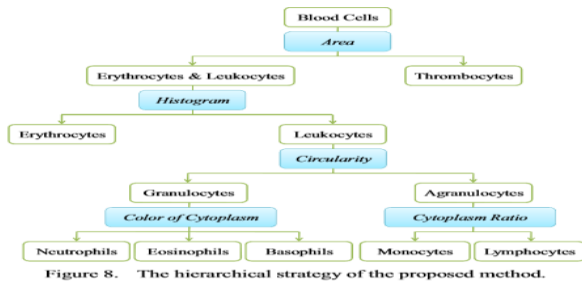 Blood Cells
Area
Erythrocytes & Leukocytes
Thrombocytes
Histogram
Erythrocytes
Leukocytes
Circularity
Granulocytes
Agranulocytes
Color of Cytoplasm
Cytoplasm Ratio
Neutrophils
Eosinophils
Basophils
Monocytes
Lymphocytes
Figure 8. The hierarchical strategy of the proposed method.